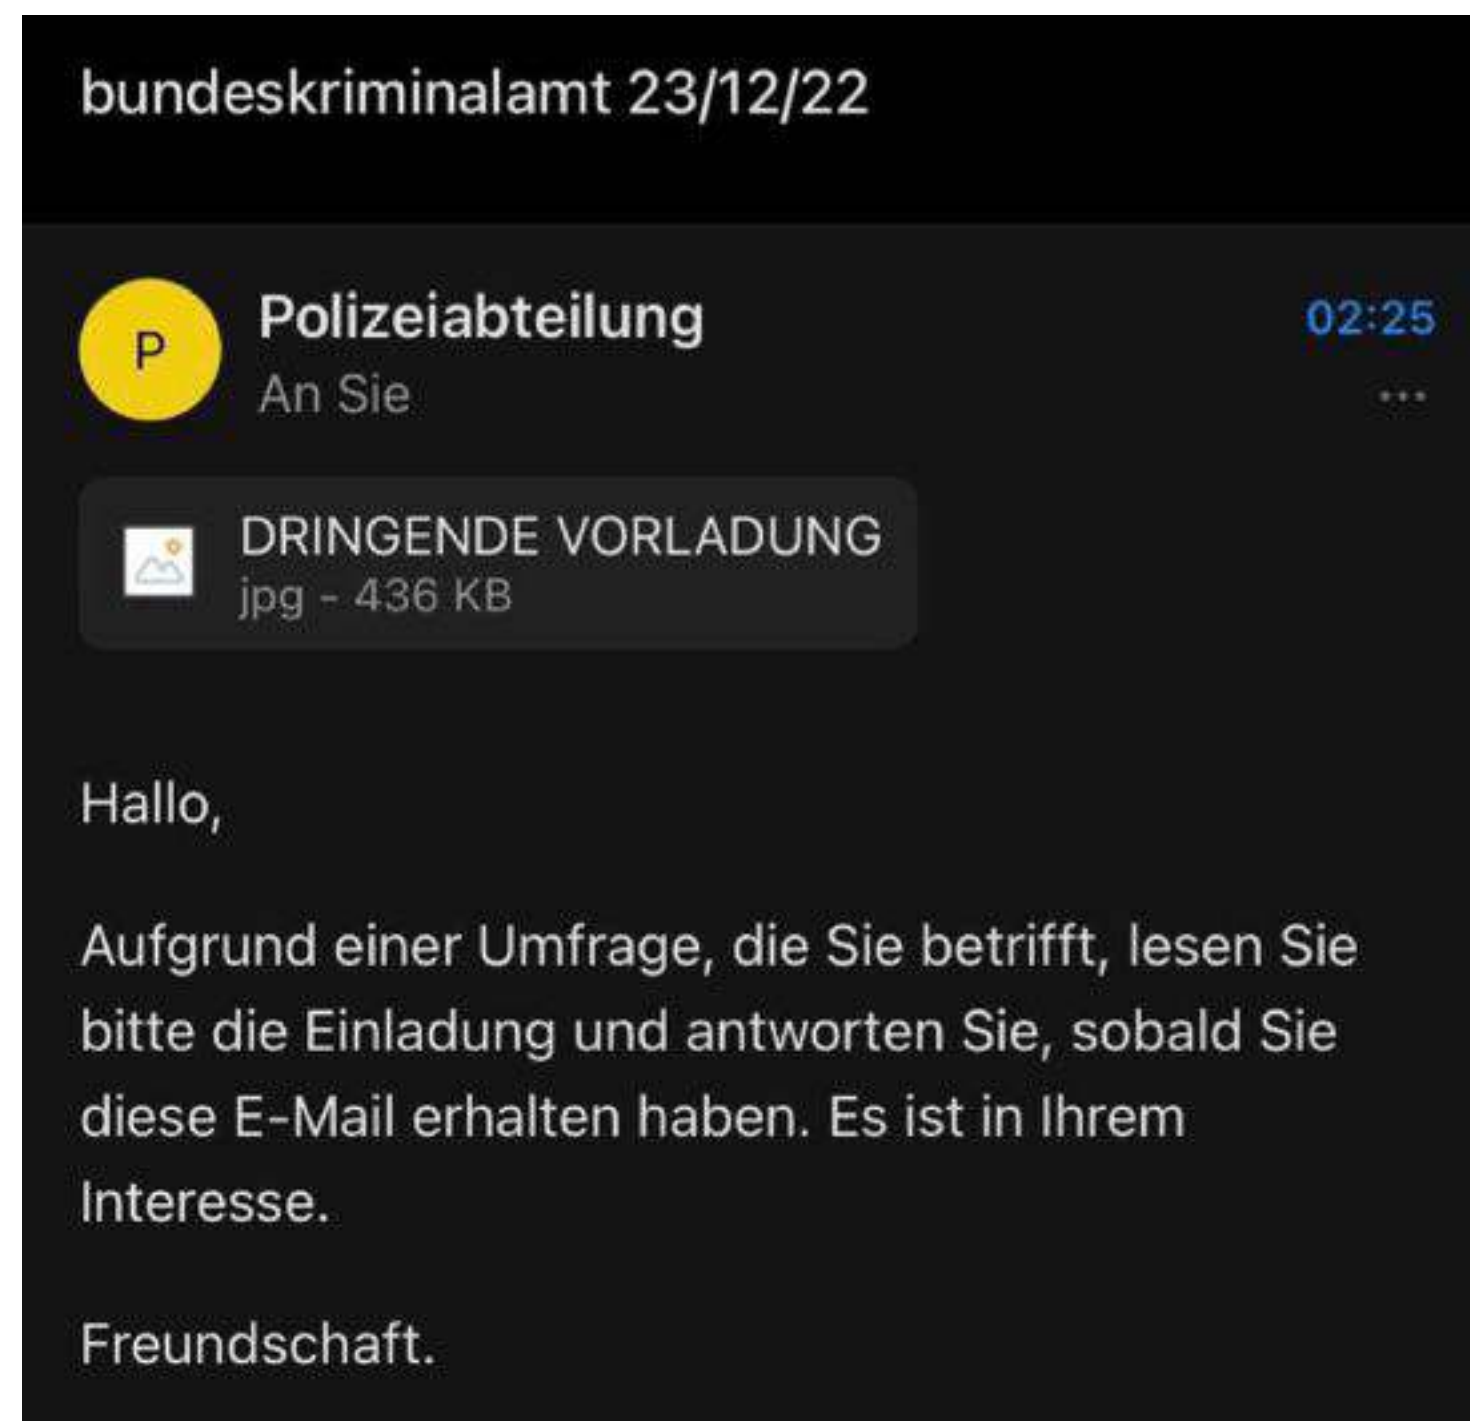 bundeskriminalamt 23/12/22
P
Polizeiabteilung
02:25
An Sie
...
DRINGENDE VORLADUNG
jpg - 436 KB
Hallo,
Aufgrund einer Umfrage, die Sie betrifft, lesen Sie
bitte die Einladung und antworten Sie, sobald Sie
diese E-Mail erhalten haben. Es ist in Ihrem
Interesse.
Freundschaft.